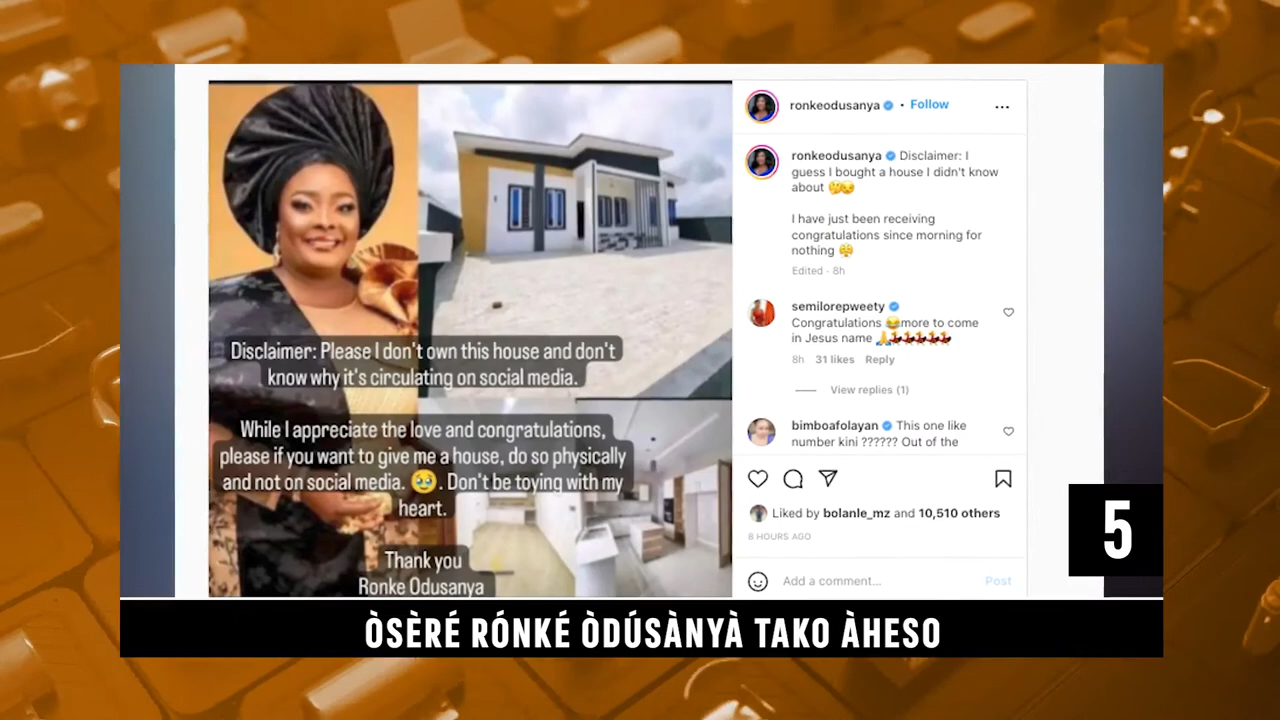 Disclaimer: Please I don't own this house and don't
know why it's circulating on social media.
While I appreciate the love and congratulations,
please if you want to give me a house, do so physically
and not on social media. 🥹. Don't be toying with my
heart.
Thank you
Ronke Odusanya
ronkeodusanya • Follow
ronkeodusanya Disclaimer: I
guess I bought a house I didn't know
about 🤔😏
I have just been receiving
congratulations since morning for
nothing 😤
Edited · 8h
semilorepweety
Congratulations 😂more to come
in Jesus name 🙏💃💃💃💃💃
8h 31 likes Reply
View replies (1)
bimboafolayan This one like
number kini ?????? Out of the
Liked by bolanle_mz and 10,510 others
8 HOURS AGO
Add a comment... Post
5
ÒSÈRÉ RÓNKÉ ÒDÚSÀNYÀ TAKO ÀHESO